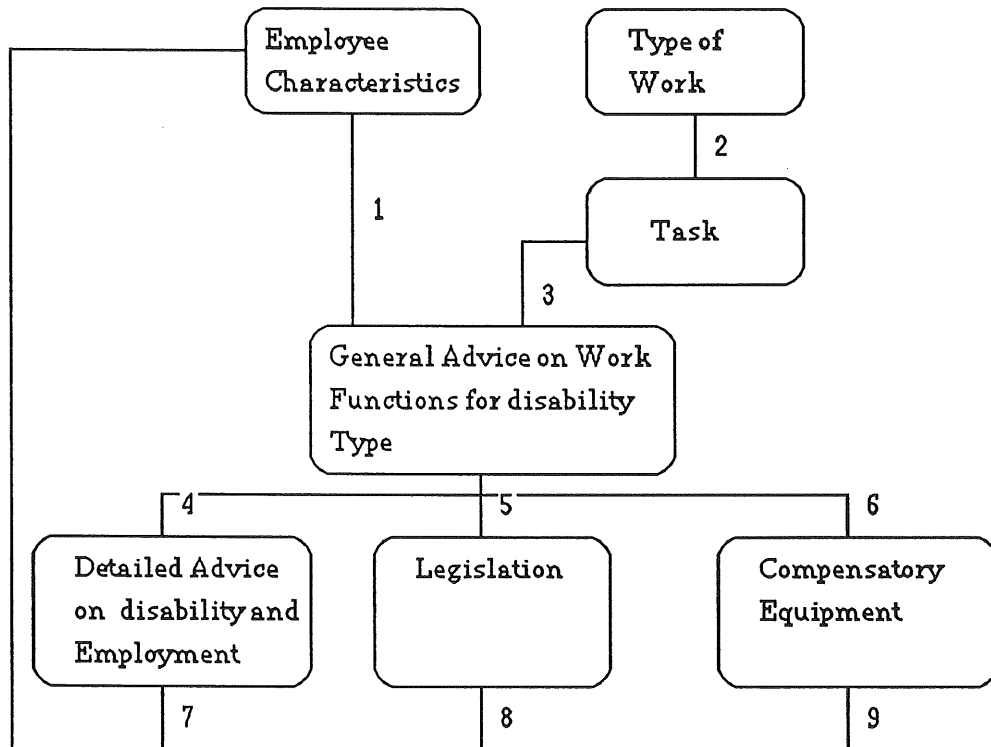 Employee
Characteristics
Type of
Work
2
1
Task
3
General Advice on Work
Functions for disability
Type
4
5
6
Detailed Advice
on disability and
Employment
Legislation
Compensatory
Equipment
7
8
9